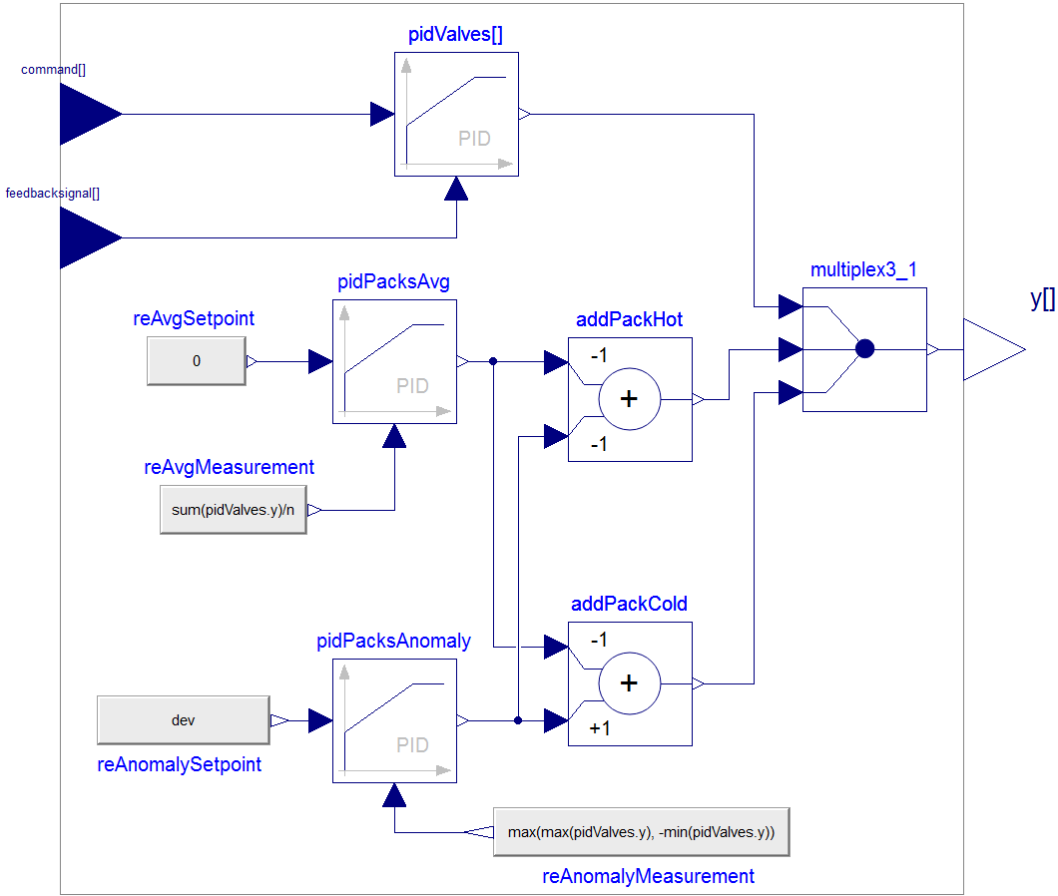 pidValves[]
command[]
PID
feedbacksignal[]
pidPacksAvg
multiplex3_1
y[]
reAvgSetpoint
addPackHot
0
-1
PID
+
-1
reAvgMeasurement
sum(pidValves.y)/n
addPackCold
pidPacksAnomaly
-1
+
dev
+1
PID
reAnomalySetpoint
max(max(pidValves.y), -min(pidValves.y))
reAnomalyMeasurement